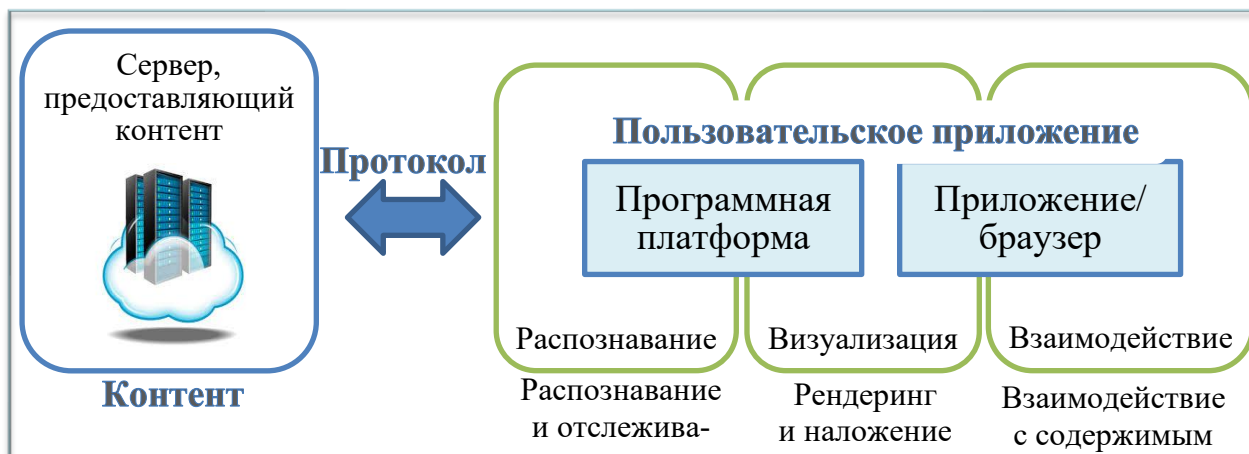 Сервер,
предоставляющий
контент
Контент
Протокол
Пользовательское приложение
Программная
платформа
Приложение/
браузер
Распознавание
Визуализация
Взаимодействие
Распознавание
и отслежива-
Рендеринг
и наложение
Взаимодействие
с содержимым